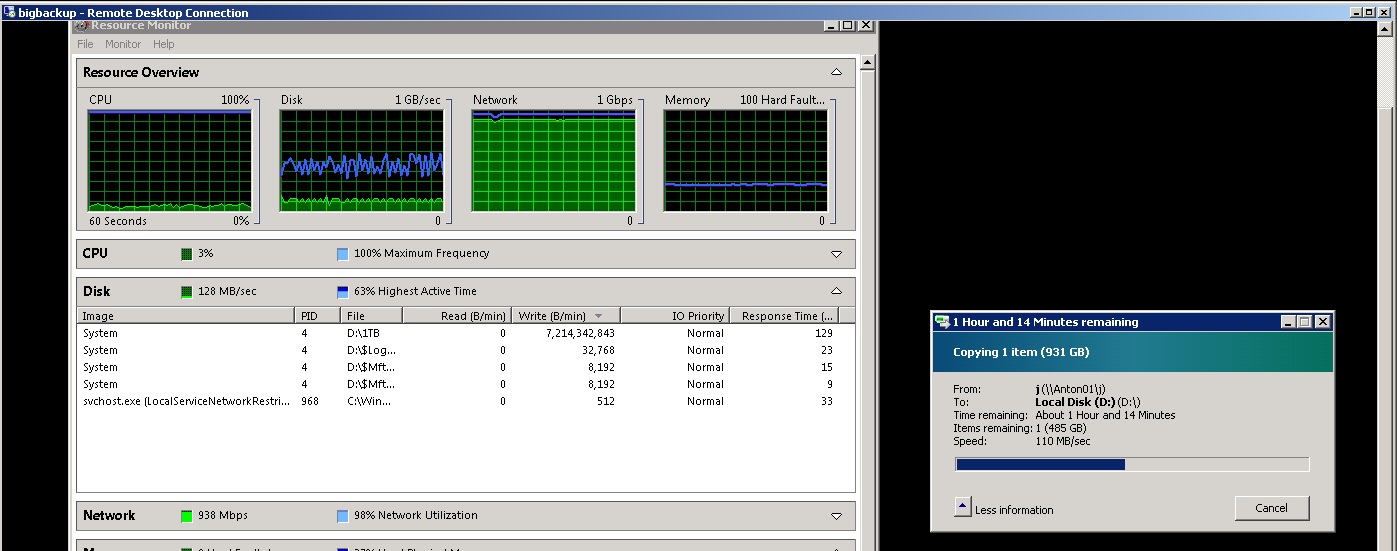 bigbackup - Remote Desktop Connection
Resource Monitor
File Monitor Help
Resource Overview
CPU 100%
60 Seconds 0%
Disk 1 GB/sec
0
Network 1 Gbps
0
Memory 100 Hard Fault...
0
CPU 3% 100% Maximum Frequency
Disk 128 MB/sec 63% Highest Active Time
Image PID File Read (B/min) Write (B/min) IO Priority Response Time (...
System 4 D:\1TB 0 7,214,342,843 Normal 129
System 4 D:\$Log... 0 32,768 Normal 23
System 4 D:\$Mft... 0 8,192 Normal 15
System 4 D:\$Mft... 0 8,192 Normal 9
svchost.exe (LocalServiceNetworkRestri... 968 C:\Win... 0 512 Normal 33
Network 938 Mbps 98% Network Utilization
1 Hour and 14 Minutes remaining
Copying 1 item (931 GB)
From: j (\\Anton01\j)
To: Local Disk (D:) (D:\)
Time remaining: About 1 Hour and 14 Minutes
Items remaining: 1 (485 GB)
Speed: 110 MB/sec
Less information
Cancel